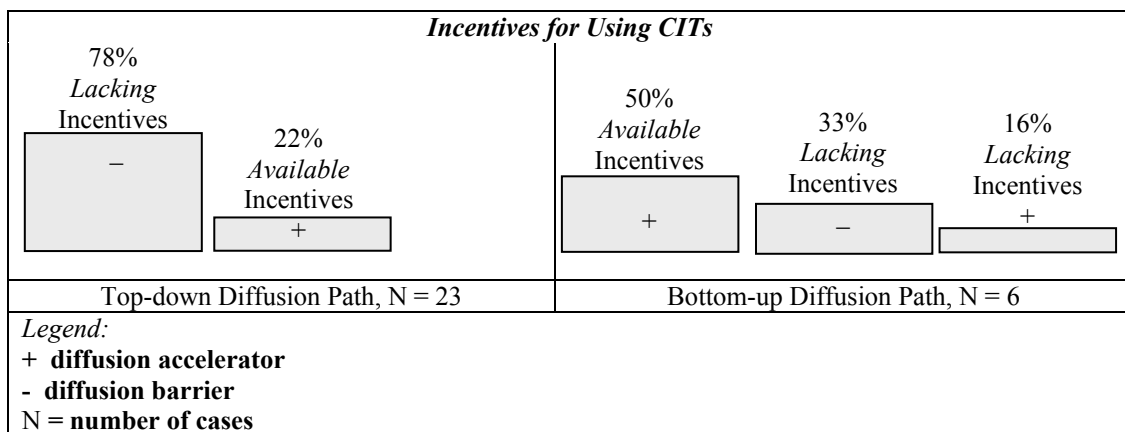 Incentives for Using CITs
78%
Lacking
Incentives
–
22%
Available
Incentives
+
50%
Available
Incentives
+
33%
Lacking
Incentives
–
16%
Lacking
Incentives
+
Top-down Diffusion Path, N = 23
Bottom-up Diffusion Path, N = 6
Legend:
+ diffusion accelerator
- diffusion barrier
N = number of cases